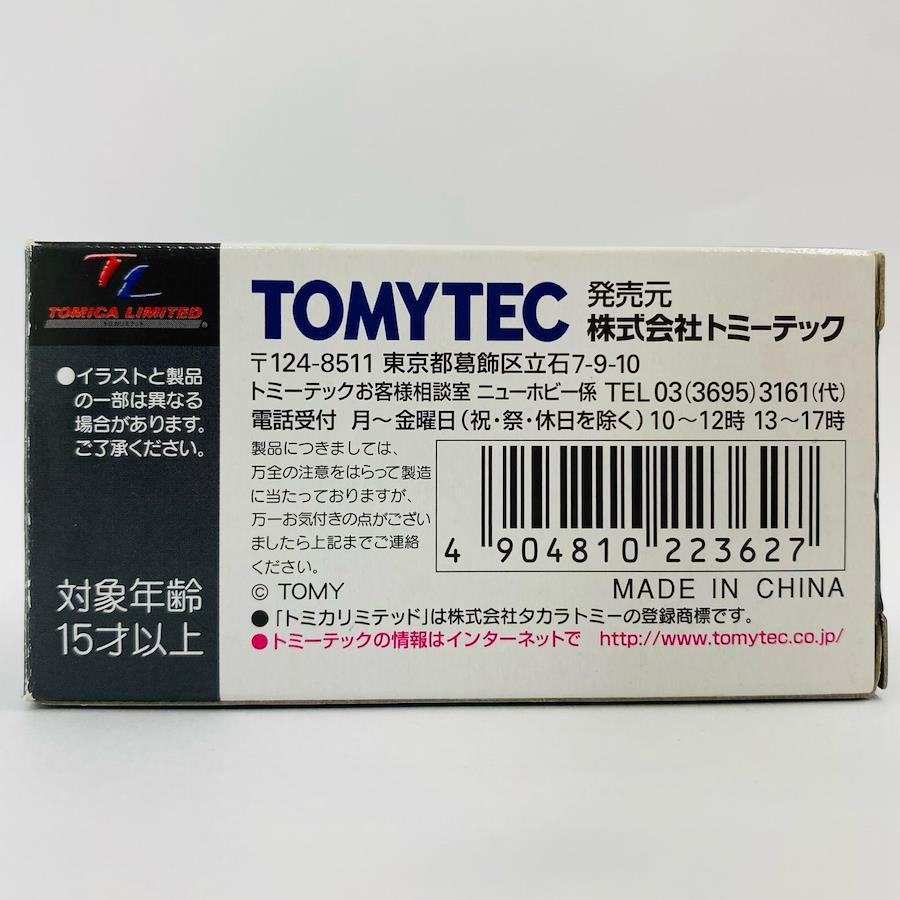 TL
TOMICA LIMITED
トミカリミテッド
®
●イラストと製品
の一部は異なる
場合があります。
ご了承ください。
対象年齢
15才以上
TOMYTEC
発売元
株式会社トミーテック
〒124-8511 東京都葛飾区立石7-9-10
トミーテックお客様相談室 ニューホビー係 TEL 03(3695)3161(代)
電話受付 月〜金曜日(祝・祭・休日を除く) 10〜12時 13〜17時
製品につきましては、
万全の注意をはらって製造
に当たっておりますが、
万一お気付きの点がござい
ましたら上記までご連絡
ください。
4 904810 223627
© TOMY
MADE IN CHINA
●「トミカリミテッド」は株式会社タカラトミーの登録商標です。
●トミーテックの情報はインターネットで http://www.tomytec.co.jp/